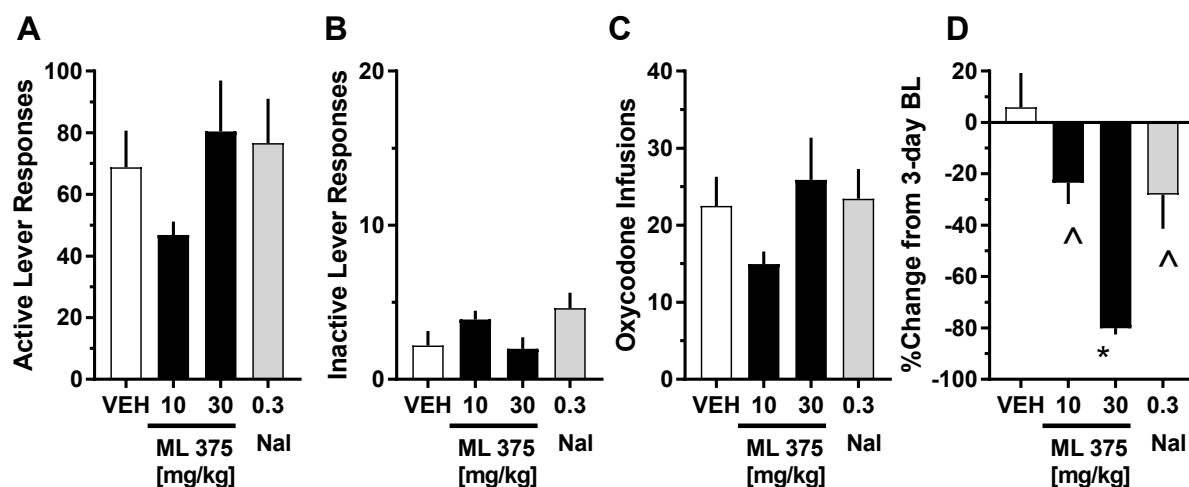 A
Active Lever Responses
100
80
60
40
20
0
VEH 10 30 0.3
ML 375 Nal
[mg/kg]
B
Inactive Lever Responses
20
10
0
VEH 10 30 0.3
ML 375 Nal
[mg/kg]
C
Oxycodone Infusions
40
30
20
10
0
VEH 10 30 0.3
ML 375 Nal
[mg/kg]
D
%Change from 3-day BL
20
0
-20
-40
-60
-80
-100
^
*
^
VEH 10 30 0.3
ML 375 Nal
[mg/kg]